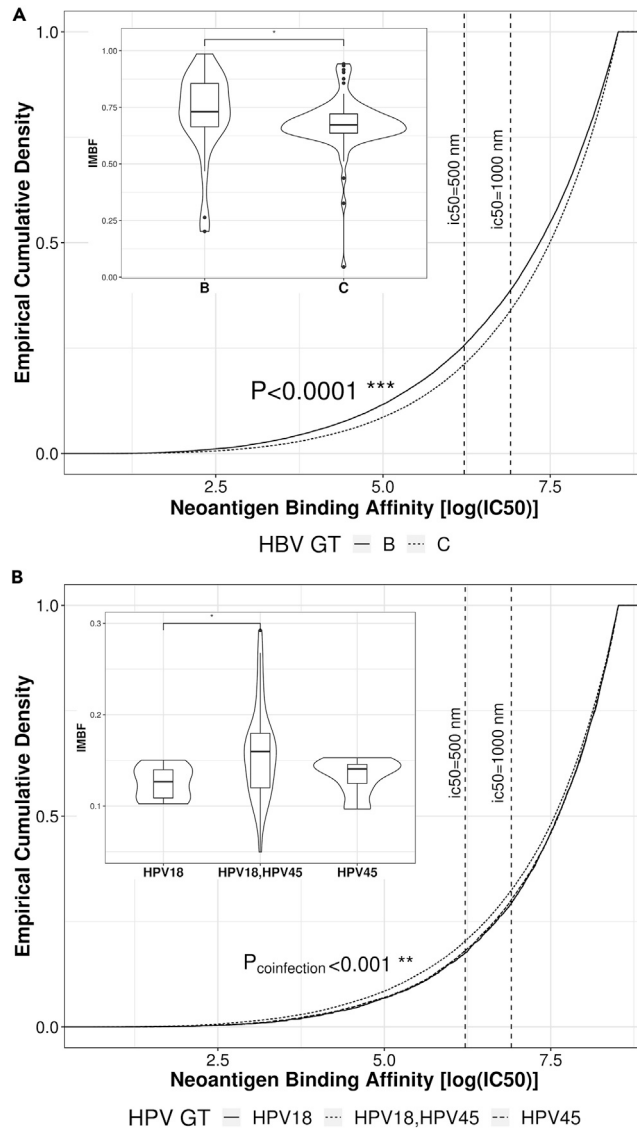 A
1.0
0.5
0.0
Empirical Cumulative Density
*
1.00
0.75
0.50
0.25
0.00
IMBF
B
C
ic50=500 nm
ic50=1000 nm
P<0.0001 ***
2.5
5.0
7.5
Neoantigen Binding Affinity [log(IC50)]
HBV GT B C
B
1.0
0.5
0.0
Empirical Cumulative Density
*
0.3
0.2
0.1
IMBF
HPV18
HPV18,HPV45
HPV45
ic50=500 nm
ic50=1000 nm
Pcoinfection<0.001 **
2.5
5.0
7.5
Neoantigen Binding Affinity [log(IC50)]
HPV GT HPV18 HPV18,HPV45 HPV45